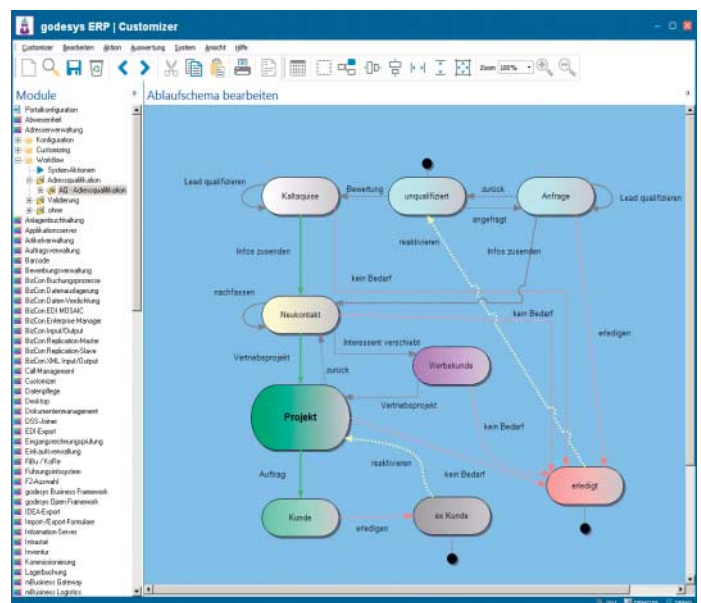 godesys ERP | Customizer
Customizer Bearbeiten Aktion Auswertung System Ansicht Hilfe
Zoom 100%
Module
Ablaufschema bearbeiten
Portalkonfiguration
Abwesenheit
Adressenverwaltung
Konfiguration
Customizing
Workflow
System-Aktionen
Adressqualifikation
AQ - Adressqualifikation
Validierung
ohne
Anlagenbuchhaltung
Applikationsserver
Artikelverwaltung
Auftragsverwaltung
Barcode
Bewerbungsverwaltung
BizCon Buchungsprozesse
BizCon Datenauslagerung
BizCon Daten-Verdichtung
BizCon EDI MOSAIC
BizCon Enterprise Manager
BizCon Input/Output
BizCon Replication-Master
BizCon Replication-Slave
BizCon XML Input/Output
Call-Management
Customizer
Datenpflege
Desktop
Dokumentenmanagement
DSS-Joiner
EDI-Export
Eingangsrechnungsprüfung
Einkaufsverwaltung
FiBu / KoRe
Führungsinfosystem
F2-Auswahl
godesys Business Framework
godesys Open Framework
IDEA-Export
Import-/Export-Formulare
Information-Server
Intrastat
Inventur
Kommissionierung
Lagerbuchung
mBusiness Gateway
mBusiness Logistics
Lead qualifizieren
Kaltaquise
Bewertung
unqualifiziert
zurück
angefragt
Anfrage
Lead qualifizieren
reaktivieren
Infos zusenden
Infos zusenden
kein Bedarf
nachfassen
Neukontakt
kein Bedarf
erledigen
Interessent verschiebt
Vertriebsprojekt
zurück
Werbekunde
Vertriebsprojekt
Projekt
kein Bedarf
Auftrag
reaktivieren
kein Bedarf
erledigt
Kunde
erledigen
ex Kunde